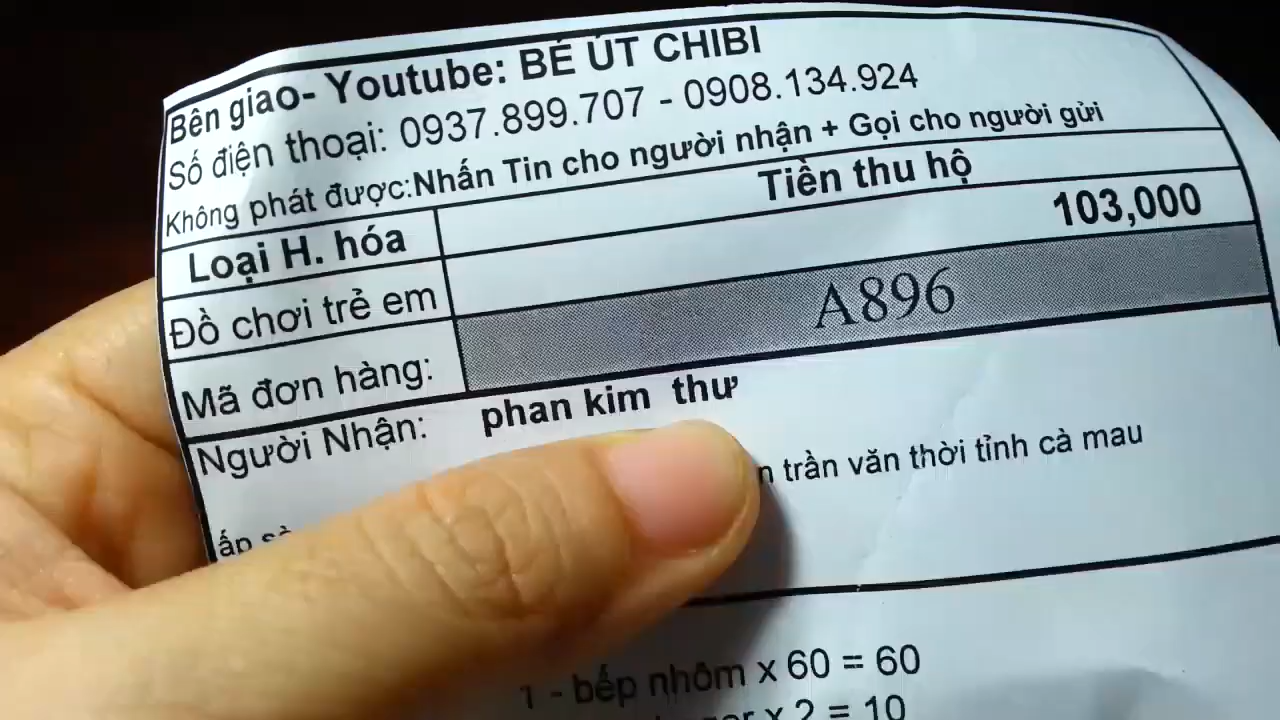 Bên giao- Youtube: BÉ ÚT CHIBI
Số điện thoại: 0937.899.707 - 0908.134.924
Không phát được:Nhấn Tin cho người nhận + Gọi cho người gửi
Loại H. hóa Tiền thu hộ
Đồ chơi trẻ em 103,000
Mã đơn hàng: A896
Người Nhận: phan kim thư
trần văn thời tỉnh cà mau
ấp
1 - bếp nhôm x 60 = 60
x 2 = 10